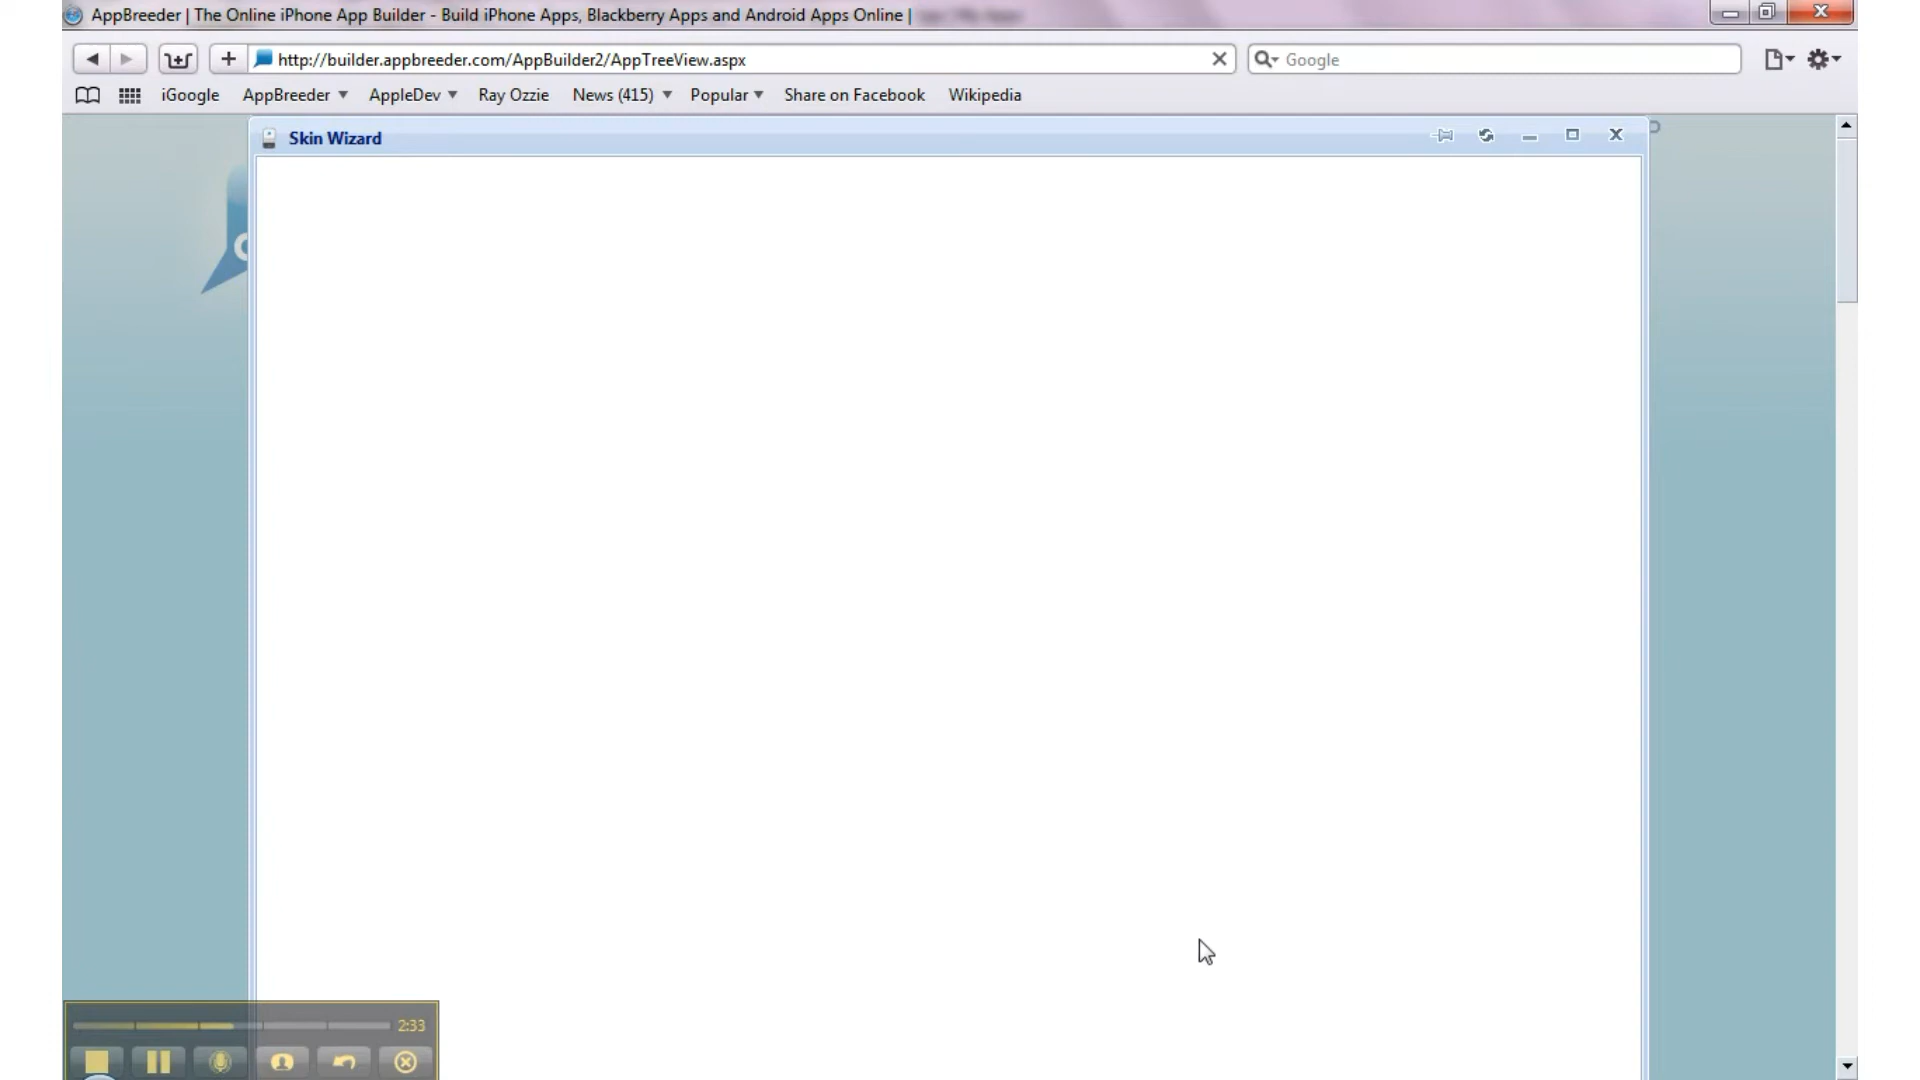 AppBreeder | The Online iPhone App Builder - Build iPhone Apps, Blackberry Apps and Android Apps Online |
http://builder.appbreeder.com/AppBuilder2/AppTreeView.aspx
Google
iGoogle AppBreeder AppleDev Ray Ozzie News (415) Popular Share on Facebook Wikipedia
Skin Wizard
2:33